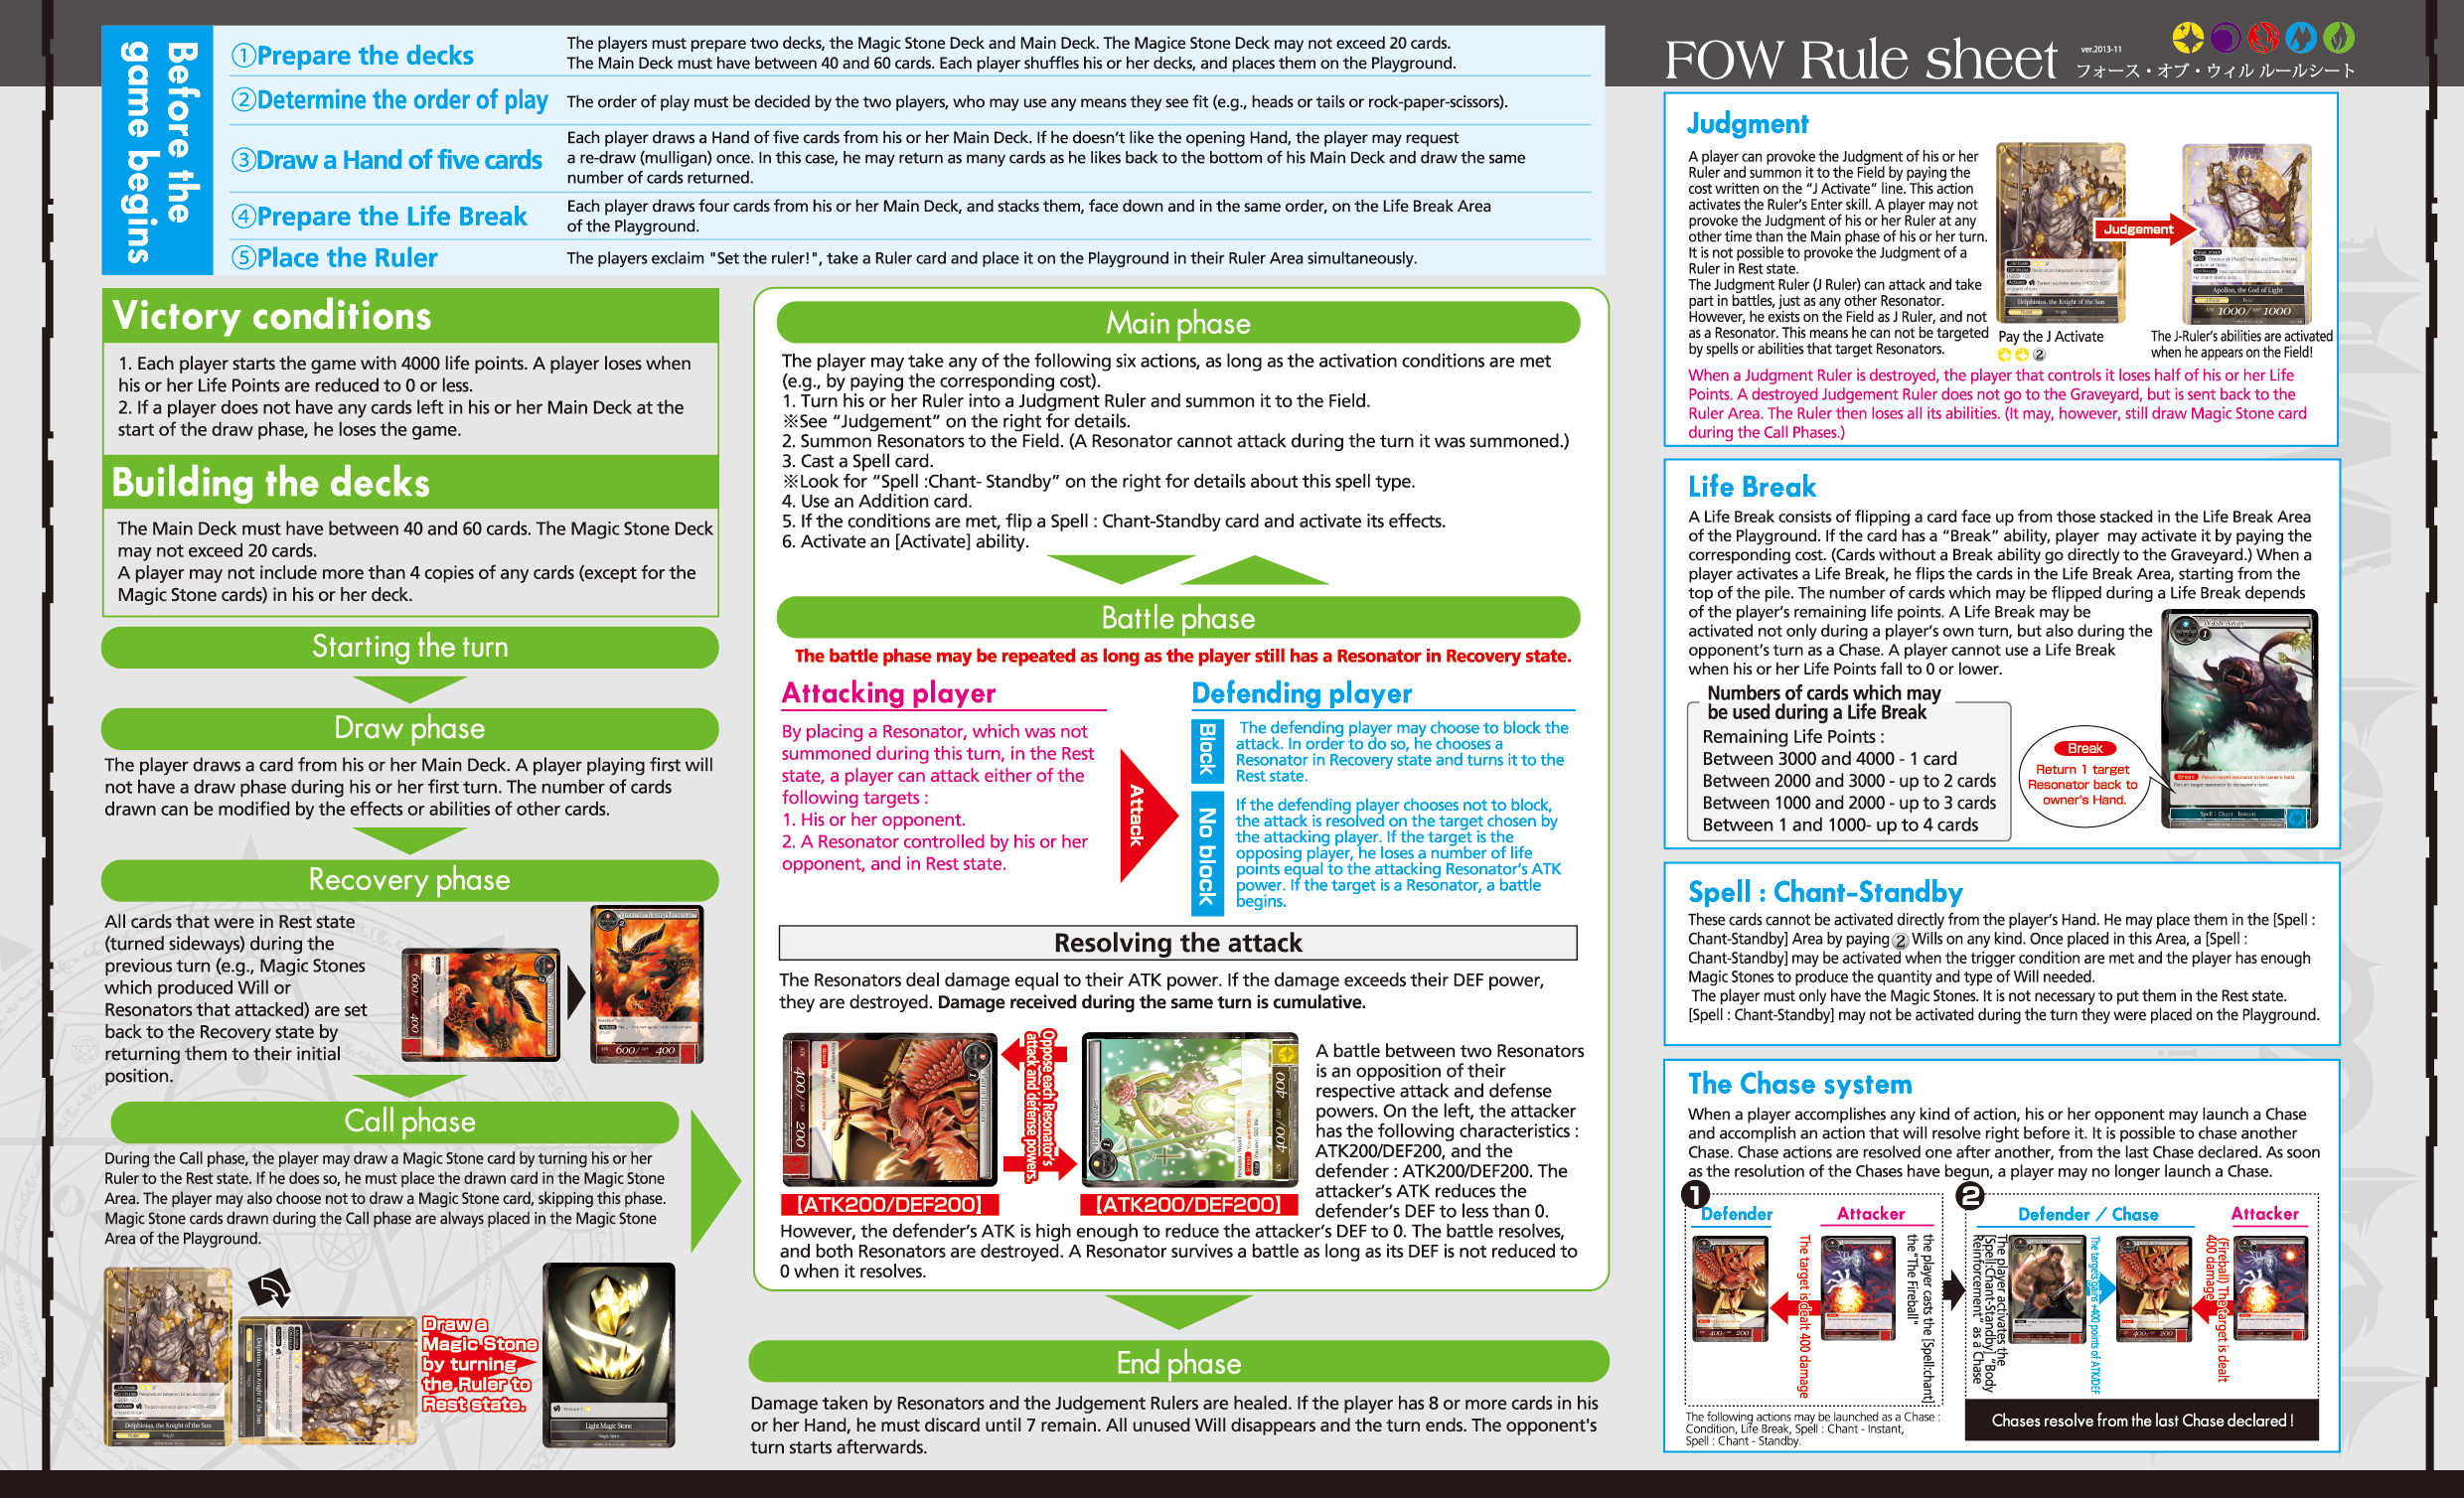 Before the
game begins
①Prepare the decks
The players must prepare two decks, the Magic Stone Deck and Main Deck. The Magice Stone Deck may not exceed 20 cards.
The Main Deck must have between 40 and 60 cards. Each player shuffles his or her decks, and places them on the Playground.
②Determine the order of play
The order of play must be decided by the two players, who may use any means they see fit (e.g., heads or tails or rock-paper-scissors).
③Draw a Hand of five cards
Each player draws a Hand of five cards from his or her Main Deck. If he doesn't like the opening Hand, the player may request
a re-draw (mulligan) once. In this case, he may return as many cards as he likes back to the bottom of his Main Deck and draw the same
number of cards returned.
④Prepare the Life Break
Each player draws four cards from his or her Main Deck, and stacks them, face down and in the same order, on the Life Break Area
of the Playground.
⑤Place the Ruler
The players exclaim "Set the ruler!", take a Ruler card and place it on the Playground in their Ruler Area simultaneously.
Victory conditions
1. Each player starts the game with 4000 life points. A player loses when
his or her Life Points are reduced to 0 or less.
2. If a player does not have any cards left in his or her Main Deck at the
start of the draw phase, he loses the game.
Building the decks
The Main Deck must have between 40 and 60 cards. The Magic Stone Deck
may not exceed 20 cards.
A player may not include more than 4 copies of any cards (except for the
Magic Stone cards) in his or her deck.
Starting the turn
Draw phase
The player draws a card from his or her Main Deck. A player playing first will
not have a draw phase during his or her first turn. The number of cards
drawn can be modified by the effects or abilities of other cards.
Recovery phase
All cards that were in Rest state
(turned sideways) during the
previous turn (e.g., Magic Stones
which produced Will or
Resonators that attacked) are set
back to the Recovery state by
returning them to their initial
position.
600/ 400
600/ 400
Call phase
During the Call phase, the player may draw a Magic Stone card by turning his or her
Ruler to the Rest state. If he does so, he must place the drawn card in the Magic Stone
Area. The player may also choose not to draw a Magic Stone card, skipping this phase.
Magic Stone cards drawn during the Call phase are always placed in the Magic Stone
Area of the Playground.
Delphinius, the Knight of the Sun
Ruler
Knight
Delphinius, the Knight of the Sun
Draw a
Magic Stone
by turning
the Ruler to
Rest state.
Light Magic Stone
Magic Stone
Main phase
The player may take any of the following six actions, as long as the activation conditions are met
(e.g., by paying the corresponding cost).
1. Turn his or her Ruler into a Judgment Ruler and summon it to the Field.
※See “Judgement” on the right for details.
2. Summon Resonators to the Field. (A Resonator cannot attack during the turn it was summoned.)
3. Cast a Spell card.
※Look for “Spell :Chant- Standby” on the right for details about this spell type.
4. Use an Addition card.
5. If the conditions are met, flip a Spell : Chant-Standby card and activate its effects.
6. Activate an [Activate] ability.
Battle phase
The battle phase may be repeated as long as the player still has a Resonator in Recovery state.
Attacking player
By placing a Resonator, which was not
summoned during this turn, in the Rest
state, a player can attack either of the
following targets :
1. His or her opponent.
2. A Resonator controlled by his or her
opponent, and in Rest state.
Attack
Defending player
Block
The defending player may choose to block the
attack. In order to do so, he chooses a
Resonator in Recovery state and turns it to the
Rest state.
No block
If the defending player chooses not to block,
the attack is resolved on the target chosen by
the attacking player. If the target is the
opposing player, he loses a number of life
points equal to the attacking Resonator's ATK
power. If the target is a Resonator, a battle
begins.
Resolving the attack
The Resonators deal damage equal to their ATK power. If the damage exceeds their DEF power,
they are destroyed. Damage received during the same turn is cumulative.
400/ 200
Oppose each Resonator's
attack and defense powers.
400/ 400
【ATK200/DEF200】
【ATK200/DEF200】
A battle between two Resonators
is an opposition of their
respective attack and defense
powers. On the left, the attacker
has the following characteristics :
ATK200/DEF200, and the
defender : ATK200/DEF200. The
attacker's ATK reduces the
defender's DEF to less than 0.
However, the defender's ATK is high enough to reduce the attacker's DEF to 0. The battle resolves,
and both Resonators are destroyed. A Resonator survives a battle as long as its DEF is not reduced to
0 when it resolves.
End phase
Damage taken by Resonators and the Judgement Rulers are healed. If the player has 8 or more cards in his
or her Hand, he must discard until 7 remain. All unused Will disappears and the turn ends. The opponent's
turn starts afterwards.
FOW Rule sheet
ver.2013-11
フォース・オブ・ウィル ルールシート
Judgment
A player can provoke the Judgment of his or her
Ruler and summon it to the Field by paying the
cost written on the “J Activate” line. This action
activates the Ruler's Enter skill. A player may not
provoke the Judgment of his or her Ruler at any
other time than the Main phase of his or her turn.
It is not possible to provoke the Judgment of a
Ruler in Rest state.
The Judgment Ruler (J Ruler) can attack and take
part in battles, just as any other Resonator.
However, he exists on the Field as J Ruler, and not
as a Resonator. This means he can not be targeted
by spells or abilities that target Resonators.
Delphinius, the Knight of the Sun
Ruler
Knight
Judgement
Apollon, the God of Light
1000/ 1000
Pay the J Activate
2
The J-Ruler's abilities are activated
when he appears on the Field!
When a Judgment Ruler is destroyed, the player that controls it loses half of his or her Life
Points. A destroyed Judgement Ruler does not go to the Graveyard, but is sent back to the
Ruler Area. The Ruler then loses all its abilities. (It may, however, still draw Magic Stone card
during the Call Phases.)
Life Break
A Life Break consists of flipping a card face up from those stacked in the Life Break Area
of the Playground. If the card has a “Break” ability, player may activate it by paying the
corresponding cost. (Cards without a Break ability go directly to the Graveyard.) When a
player activates a Life Break, he flips the cards in the Life Break Area, starting from the
top of the pile. The number of cards which may be flipped during a Life Break depends
of the player's remaining life points. A Life Break may be
activated not only during a player's own turn, but also during the
opponent's turn as a Chase. A player cannot use a Life Break
when his or her Life Points fall to 0 or lower.
Numbers of cards which may
be used during a Life Break
Remaining Life Points :
Between 3000 and 4000 - 1 card
Between 2000 and 3000 - up to 2 cards
Between 1000 and 2000 - up to 3 cards
Between 1 and 1000- up to 4 cards
Break
Return 1 target
Resonator back to
owner's Hand.
Wash Away
Break Return target resonator to its owner's hand.
Return target resonator to its owner's hand.
Spell : Chant - Instant
Spell : Chant-Standby
These cards cannot be activated directly from the player's Hand. He may place them in the [Spell :
Chant-Standby] Area by paying 2 Wills on any kind. Once placed in this Area, a [Spell :
Chant-Standby] may be activated when the trigger condition are met and the player has enough
Magic Stones to produce the quantity and type of Will needed.
The player must only have the Magic Stones. It is not necessary to put them in the Rest state.
[Spell : Chant-Standby] may not be activated during the turn they were placed on the Playground.
The Chase system
When a player accomplishes any kind of action, his or her opponent may launch a Chase
and accomplish an action that will resolve right before it. It is possible to chase another
Chase. Chase actions are resolved one after another, from the last Chase declared. As soon
as the resolution of the Chases have begun, a player may no longer launch a Chase.
1
Defender
Attacker
400/ 200
The target is dealt 400 damage
the player casts the [Spell:chant]
the"The Fireball"
The following actions may be launched as a Chase :
Condition, Life Break, Spell : Chant - Instant,
Spell : Chant - Standby.
2
Defender / Chase
Attacker
The player activates the
[Spell:Chant-Standby] "Body
Reinforcement" as a Chase
The targets gains +400 points of ATK/DEF
400/ 200
(Fireball) The target is dealt
400 damage
Chases resolve from the last Chase declared !